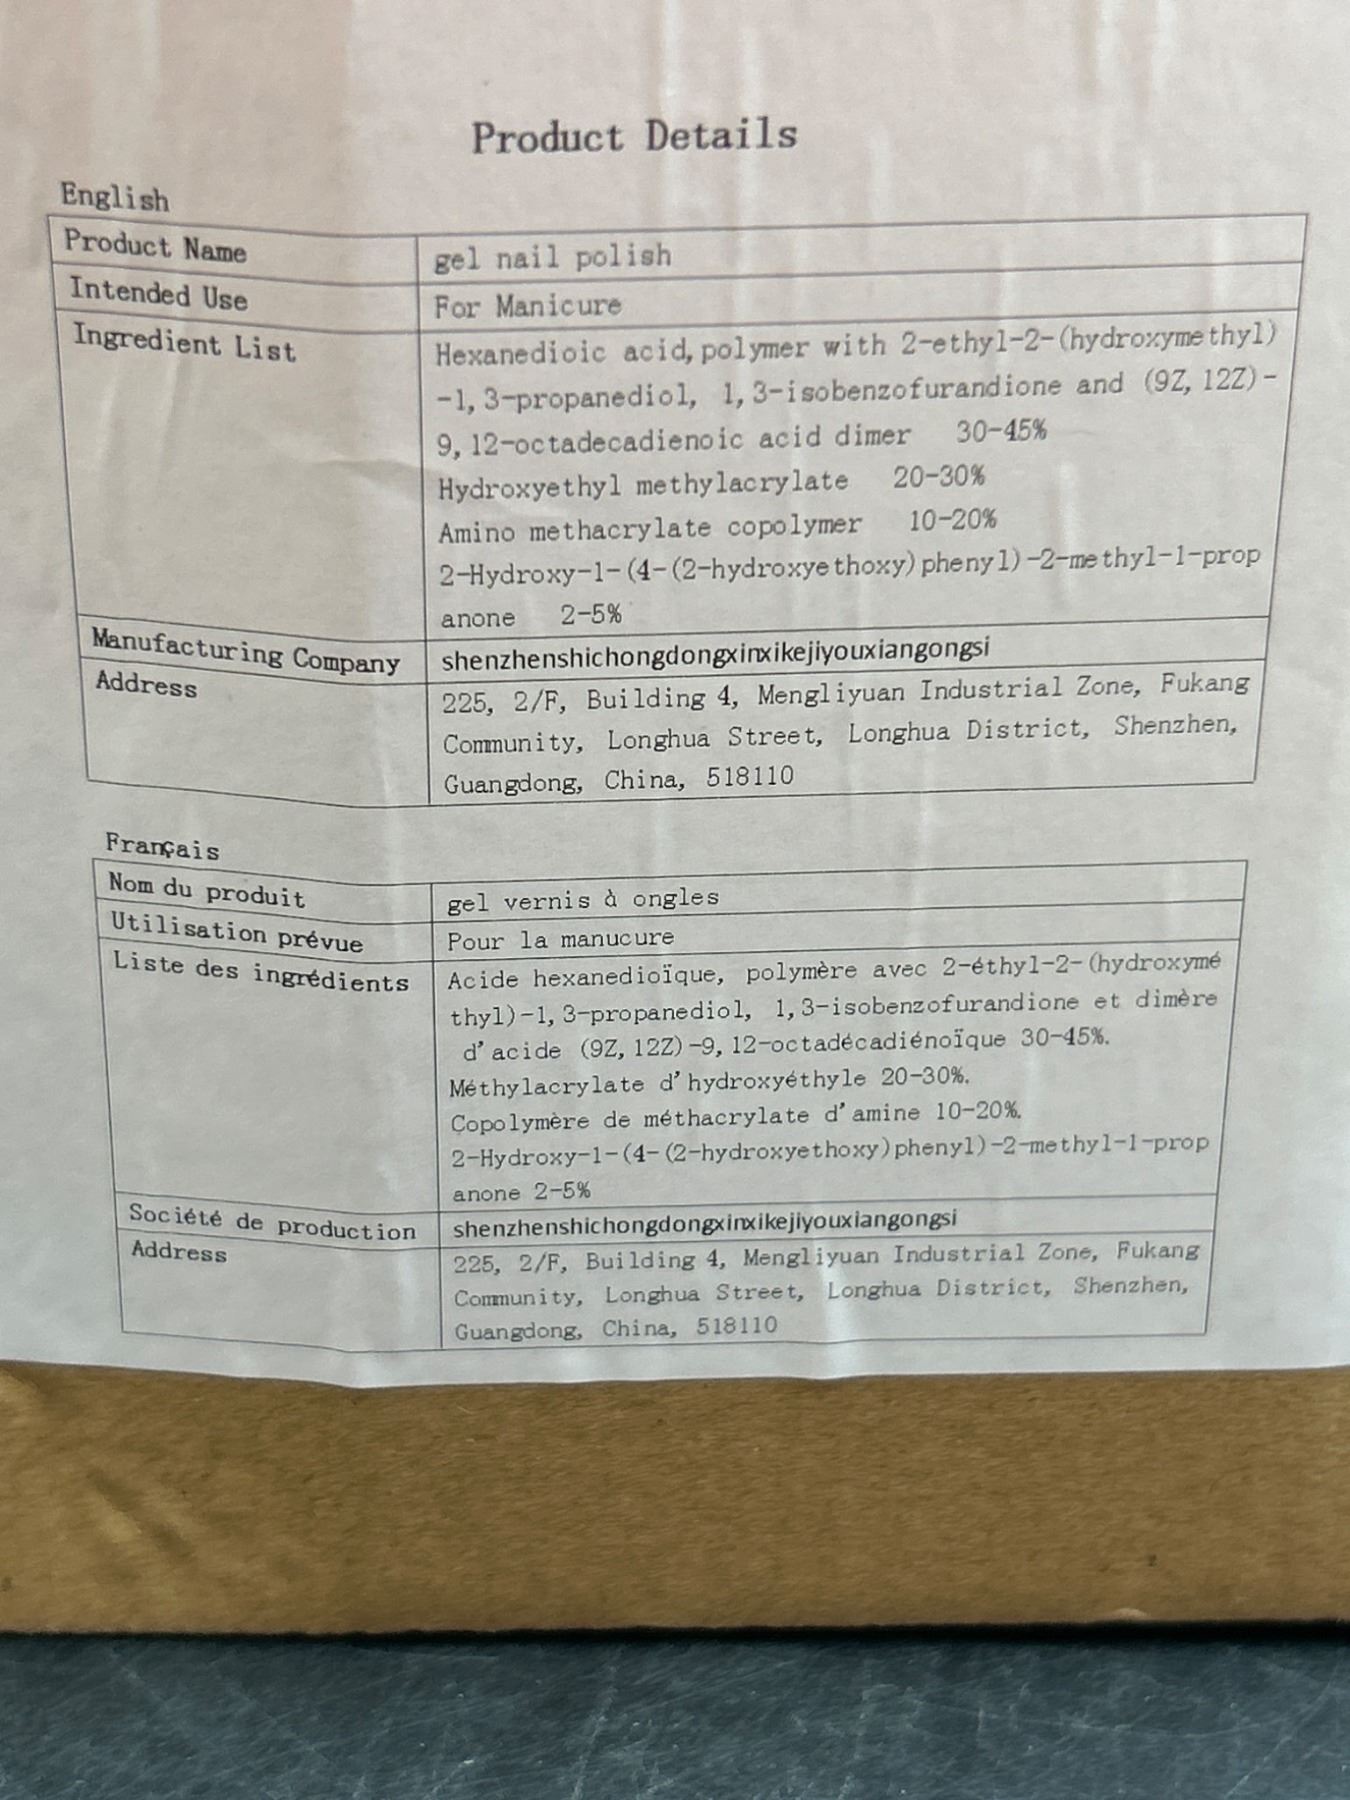 Product Details
English
Product Name gel nail polish
Intended Use For Manicure
Ingredient List Hexanedioic acid, polymer with 2-ethyl-2-(hydroxymethyl)
-1, 3-propanediol, 1, 3-isobenzofurandione and (9Z, 12Z)-
9, 12-octadecadienoic acid dimer 30-45%
Hydroxyethyl methylacrylate 20-30%
Amino methacrylate copolymer 10-20%
2-Hydroxy-1-(4-(2-hydroxyethoxy)phenyl)-2-methyl-1-prop
anone 2-5%
Manufacturing Company shenzhenshichongdongxinxikejiyouxiangongsi
Address 225, 2/F, Building 4, Mengliyuan Industrial Zone, Fukang
Community, Longhua Street, Longhua District, Shenzhen,
Guangdong, China, 518110
Français
Nom du produit gel vernis à ongles
Utilisation prévue Pour la manucure
Liste des ingrédients Acide hexanedioïque, polymère avec 2-éthyl-2-(hydroxymé
thyl)-1, 3-propanediol, 1, 3-isobenzofurandione et dimère
d'acide (9Z, 12Z)-9, 12-octadécadiénoïque 30-45%.
Méthylacrylate d'hydroxyéthyle 20-30%.
Copolymère de méthacrylate d'amine 10-20%.
2-Hydroxy-1-(4-(2-hydroxyethoxy)phenyl)-2-methyl-1-prop
anone 2-5%
Société de production shenzhenshichongdongxinxikejiyouxiangongsi
Address 225, 2/F, Building 4, Mengliyuan Industrial Zone, Fukang
Community, Longhua Street, Longhua District, Shenzhen,
Guangdong, China, 518110